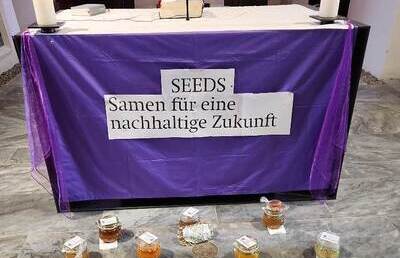 SEEDS
Samen für eine
nachhaltige Zukunft